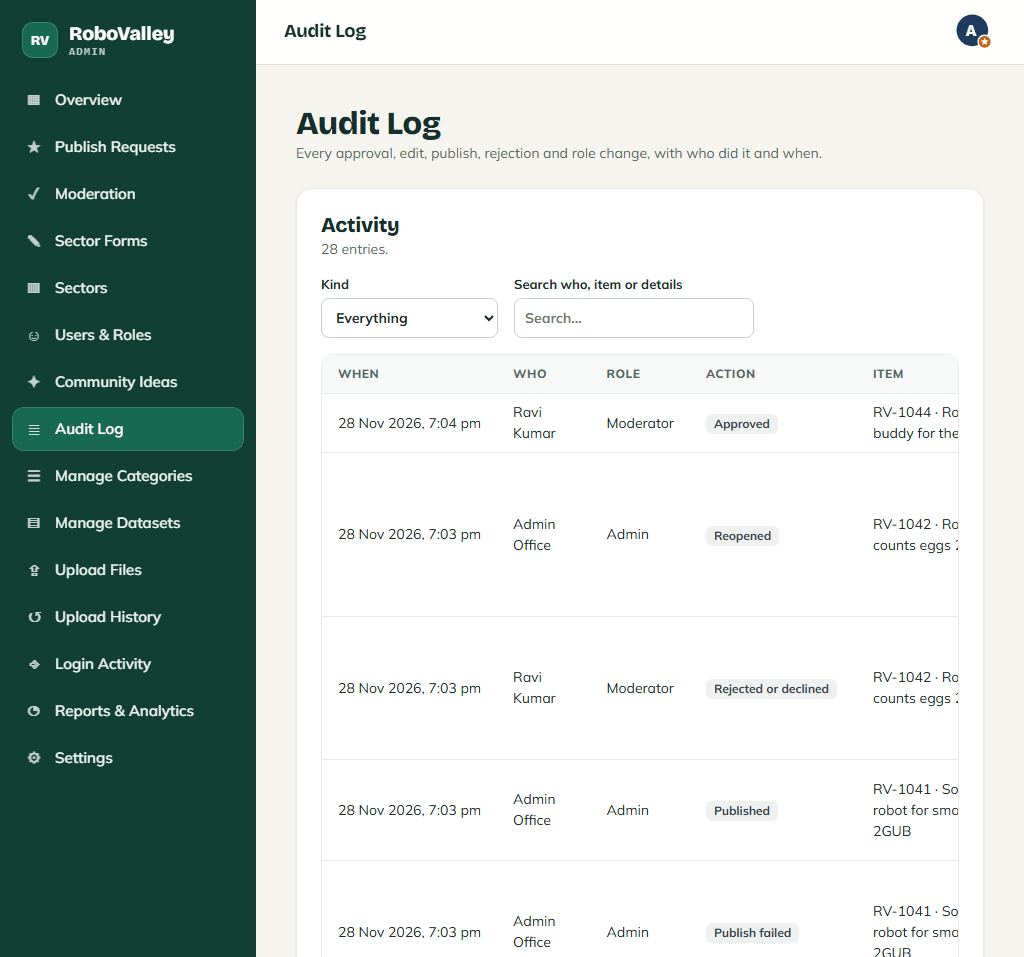 RV
RoboValley
ADMIN
Overview
Publish Requests
Moderation
Sector Forms
Sectors
Users & Roles
Community Ideas
Audit Log
Manage Categories
Manage Datasets
Upload Files
Upload History
Login Activity
Reports & Analytics
Settings
Audit Log
A
Audit Log
Every approval, edit, publish, rejection and role change, with who did it and when.
Activity
28 entries.
Kind
Search who, item or details
Everything
Search...
WHEN WHO ROLE ACTION ITEM
28 Nov 2026, 7:04 pm Ravi Kumar Moderator Approved RV-1044 · Ro
buddy for the
28 Nov 2026, 7:03 pm Admin Office Admin Reopened RV-1042 · Ro
counts eggs 2
28 Nov 2026, 7:03 pm Ravi Kumar Moderator Rejected or declined RV-1042 · Ro
counts eggs 2
28 Nov 2026, 7:03 pm Admin Office Admin Published RV-1041 · So
robot for sma
2GUB
28 Nov 2026, 7:03 pm Admin Office Admin Publish failed RV-1041 · So
robot for sma
2GUB